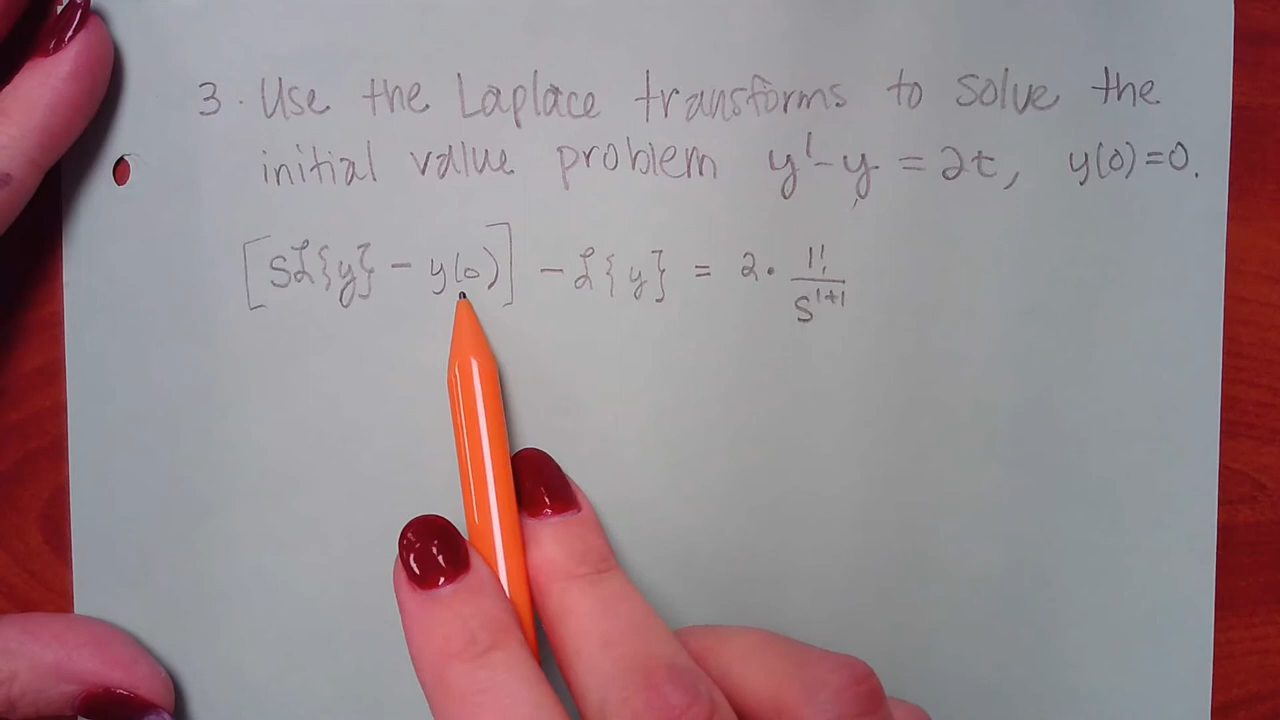 3. Use the Laplace transforms to solve the
initial value problem y' - y = 2t, y(0)=0.
[sℒ{y} - y(0)] - ℒ{y} = 2 · 1!/s^(1+1)